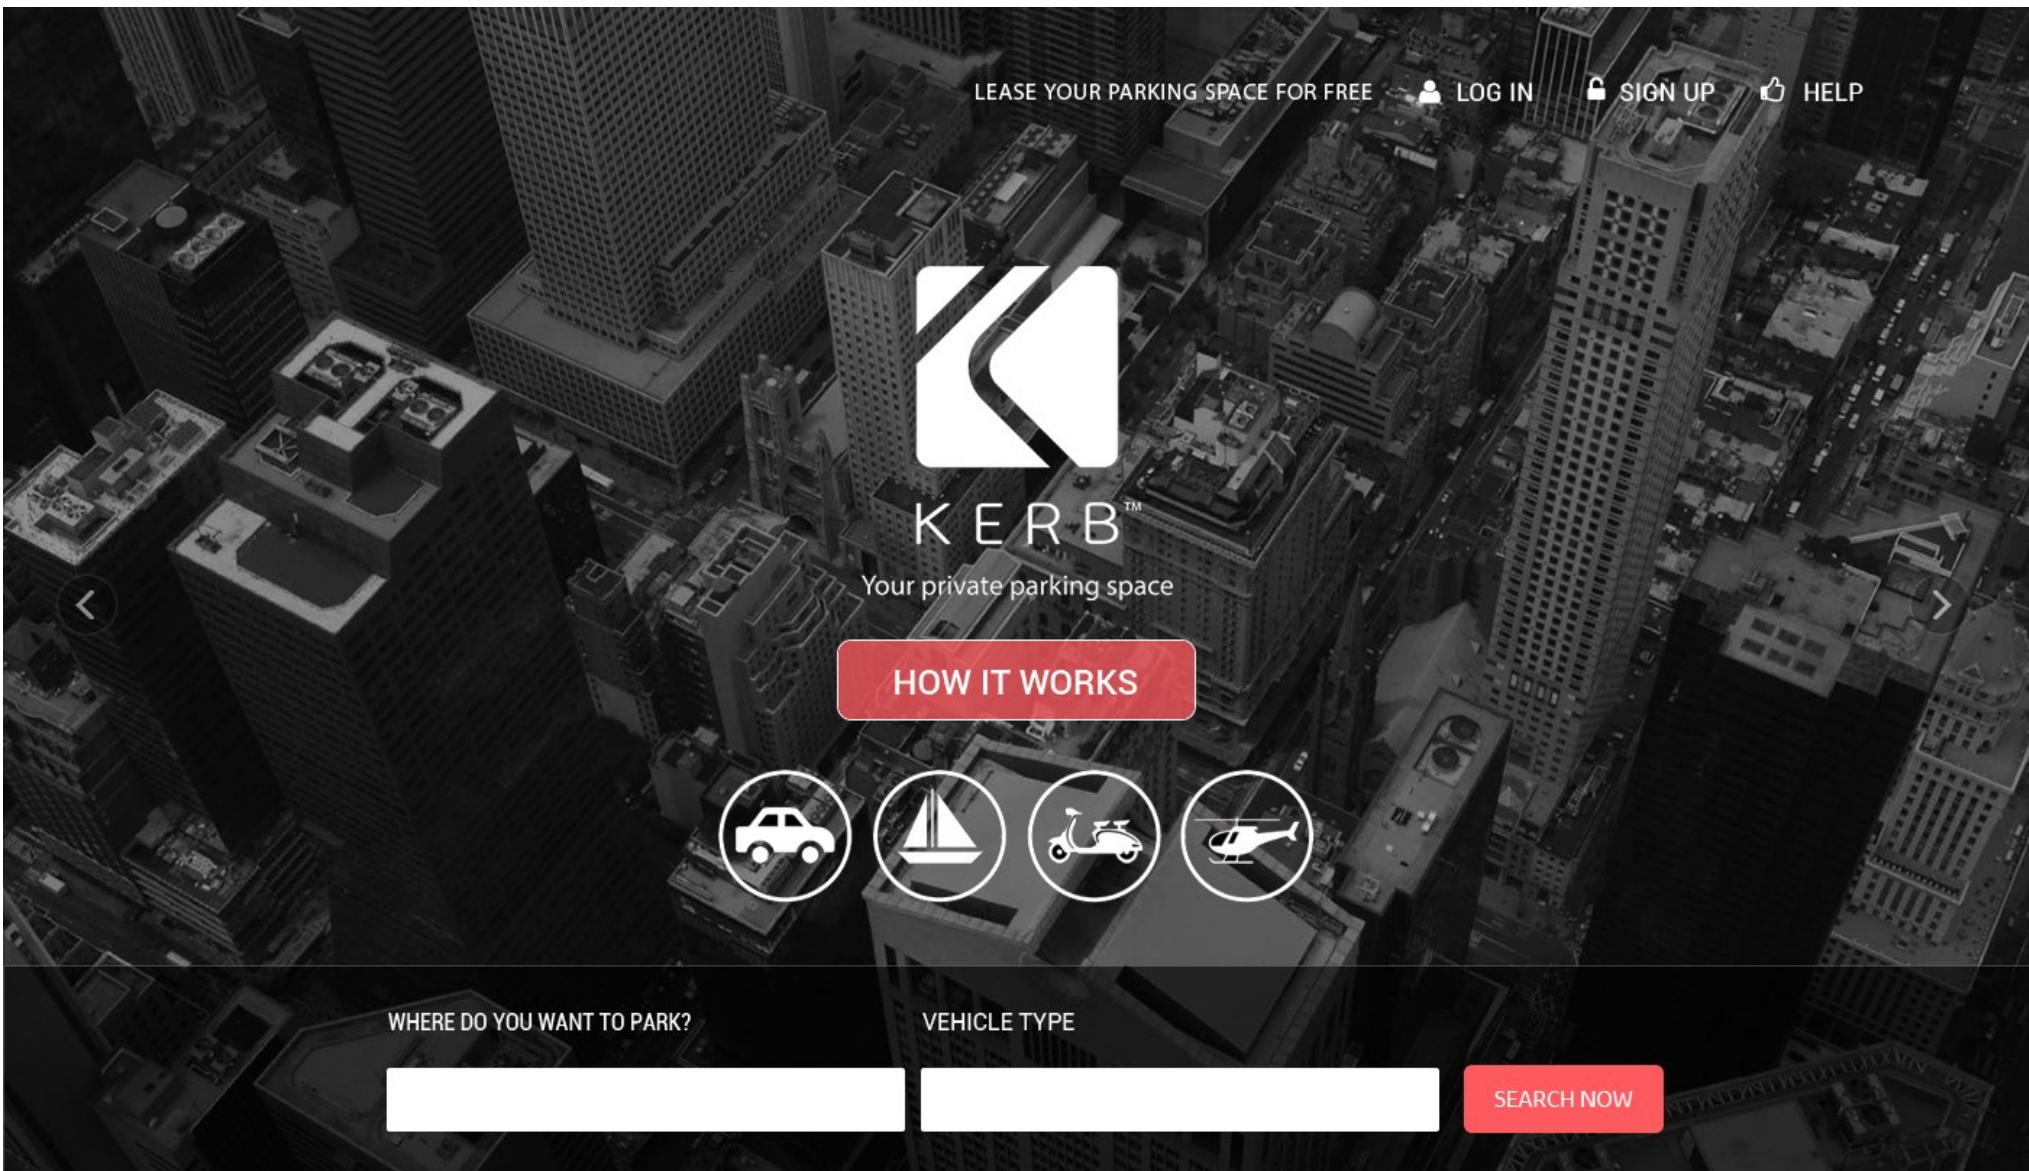 LEASE YOUR PARKING SPACE FOR FREE LOG IN SIGN UP HELP
KERB™
Your private parking space
HOW IT WORKS
WHERE DO YOU WANT TO PARK? VEHICLE TYPE
SEARCH NOW